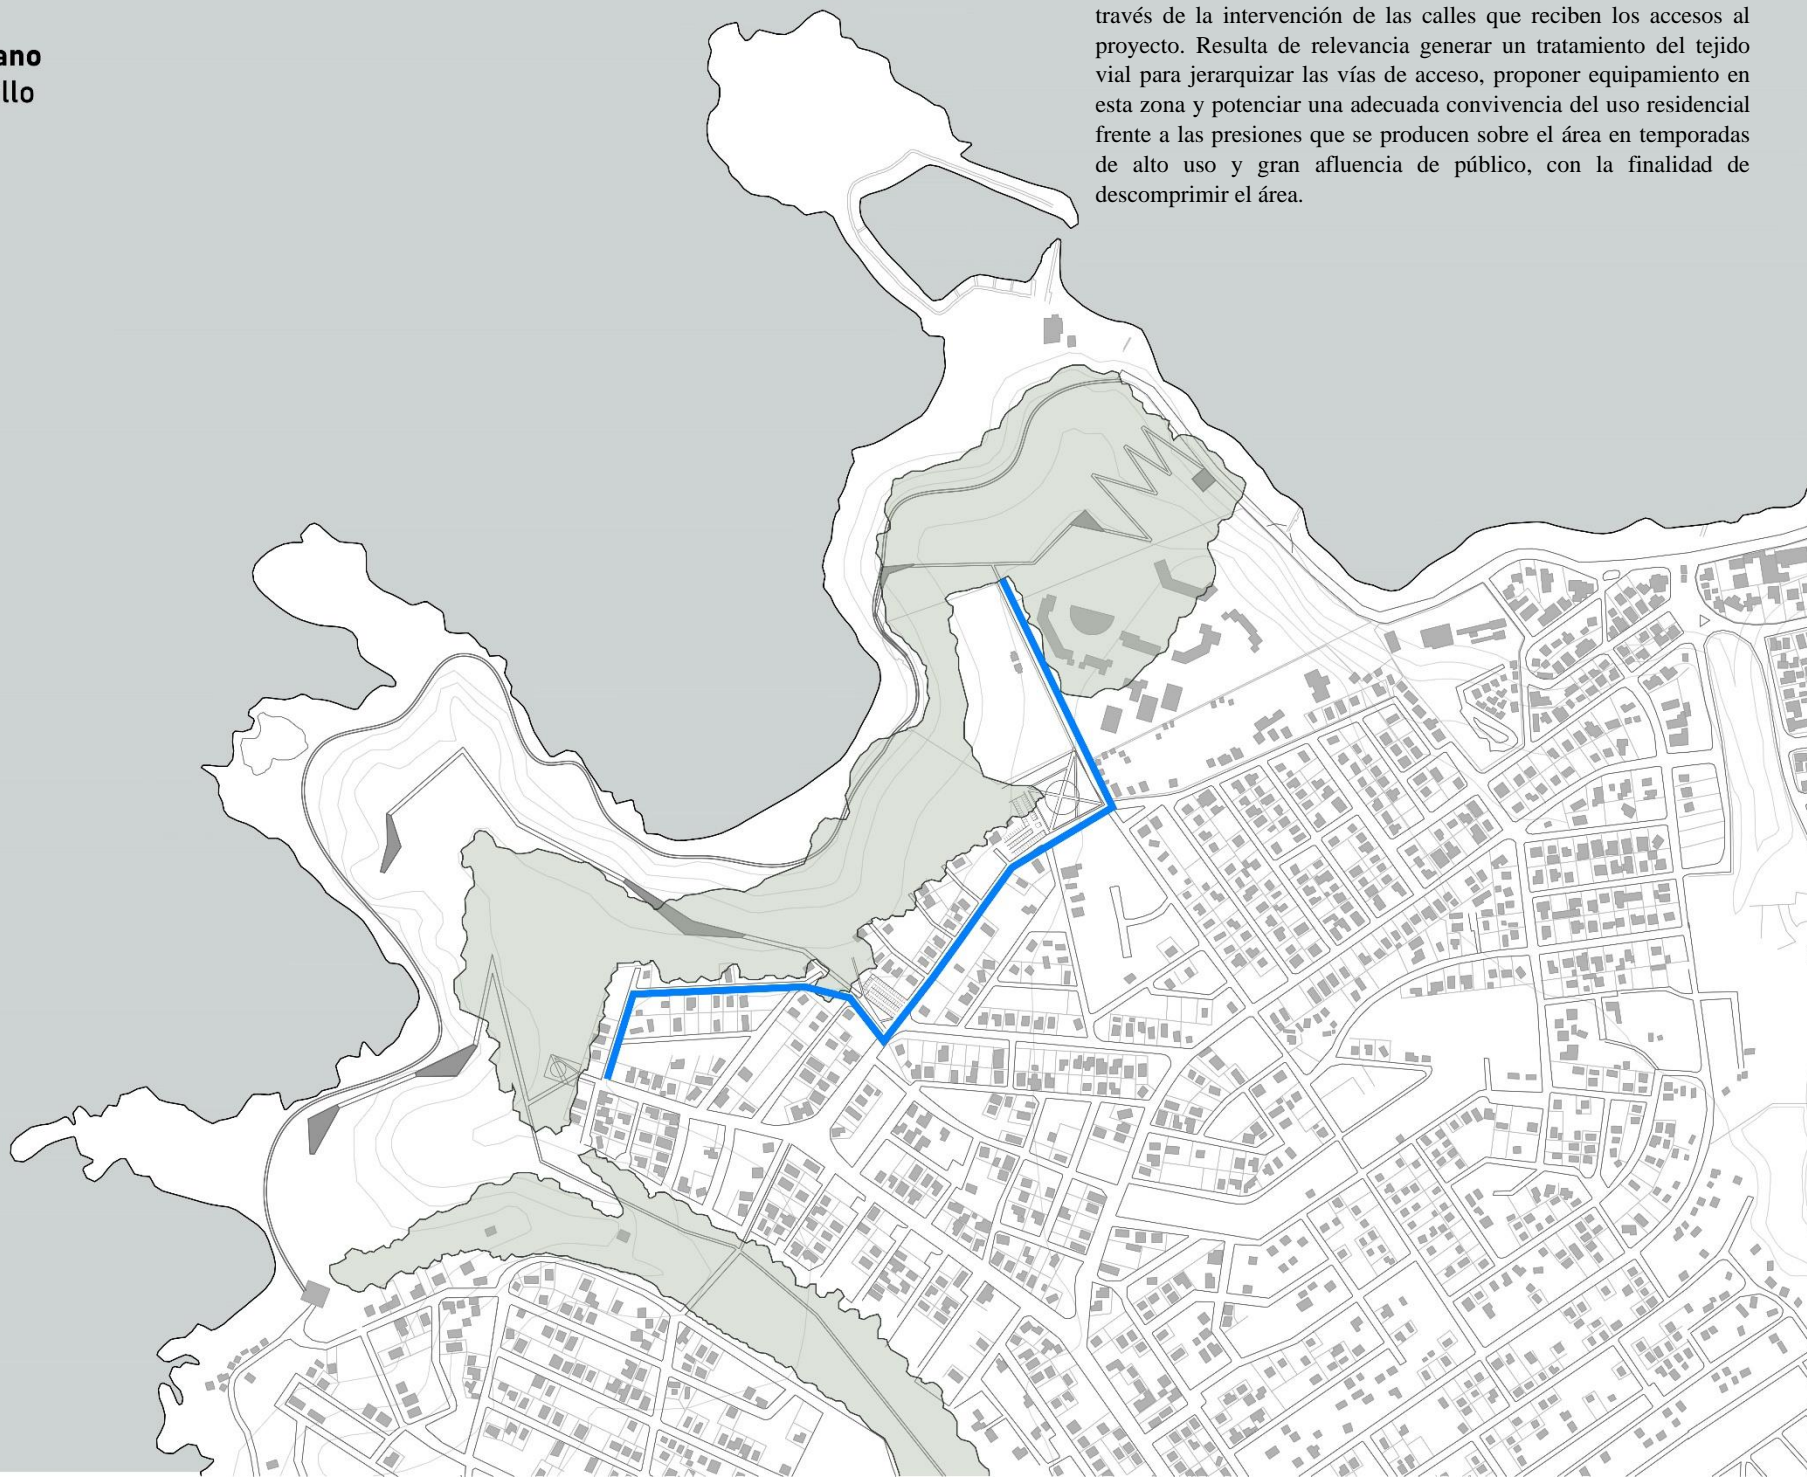 ano
llo
través de la intervención de las calles que reciben los accesos al
proyecto. Resulta de relevancia generar un tratamiento del tejido
vial para jerarquizar las vías de acceso, proponer equipamiento en
esta zona y potenciar una adecuada convivencia del uso residencial
frente a las presiones que se producen sobre el área en temporadas
de alto uso y gran afluencia de público, con la finalidad de
descomprimir el área.